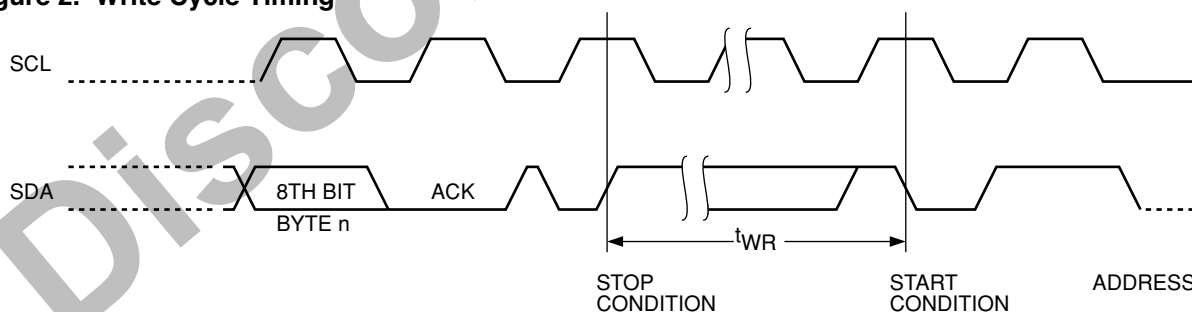 Figure 2. Write Cycle Timing
SCL
SDA
8TH BIT
ACK
BYTE n
tWR
STOP
CONDITION
START
CONDITION
ADDRESS
Disco